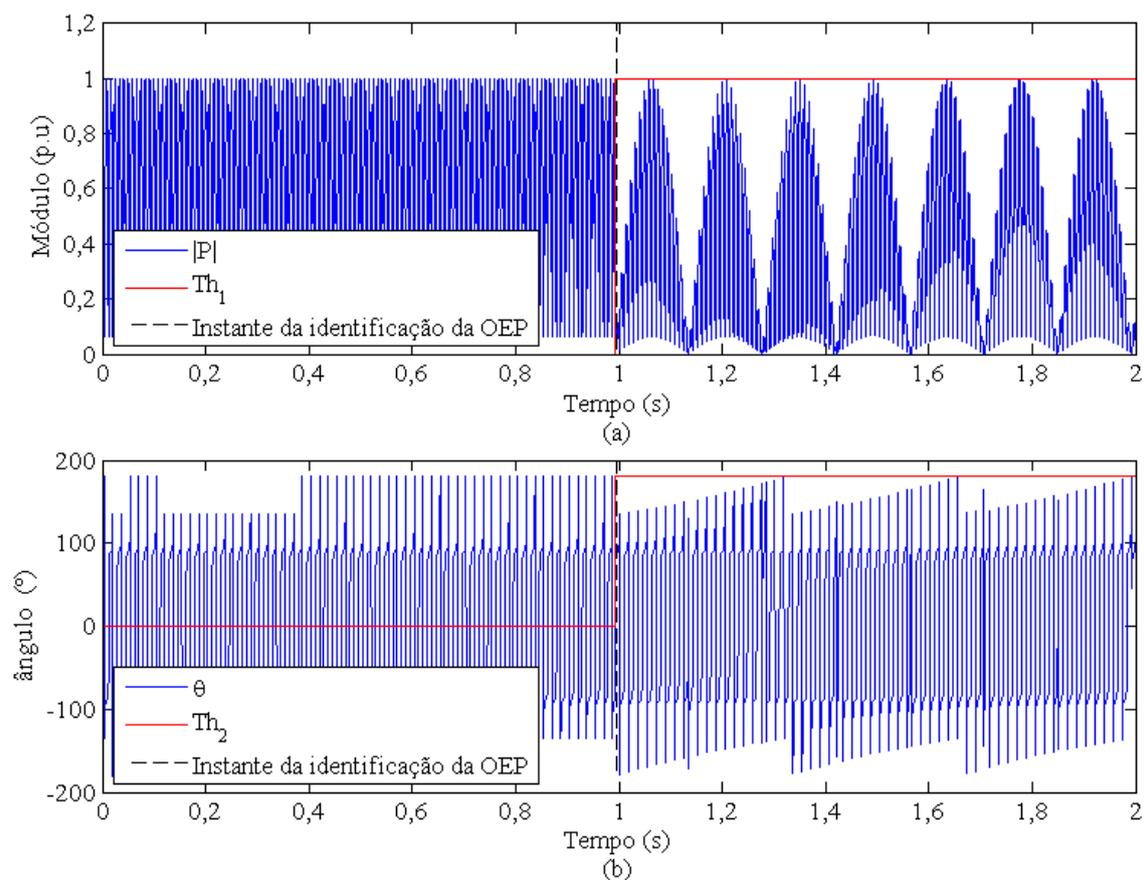 1,2
1
0,8
0,6
0,4
0,2
0
Módulo (p.u)
|P|
Th1
Instante da identificação da OEP
0 0,2 0,4 0,6 0,8 1 1,2 1,4 1,6 1,8 2
Tempo (s)
(a)
200
100
0
-100
-200
ângulo (º)
θ
Th2
Instante da identificação da OEP
0 0,2 0,4 0,6 0,8 1 1,2 1,4 1,6 1,8 2
Tempo (s)
(b)